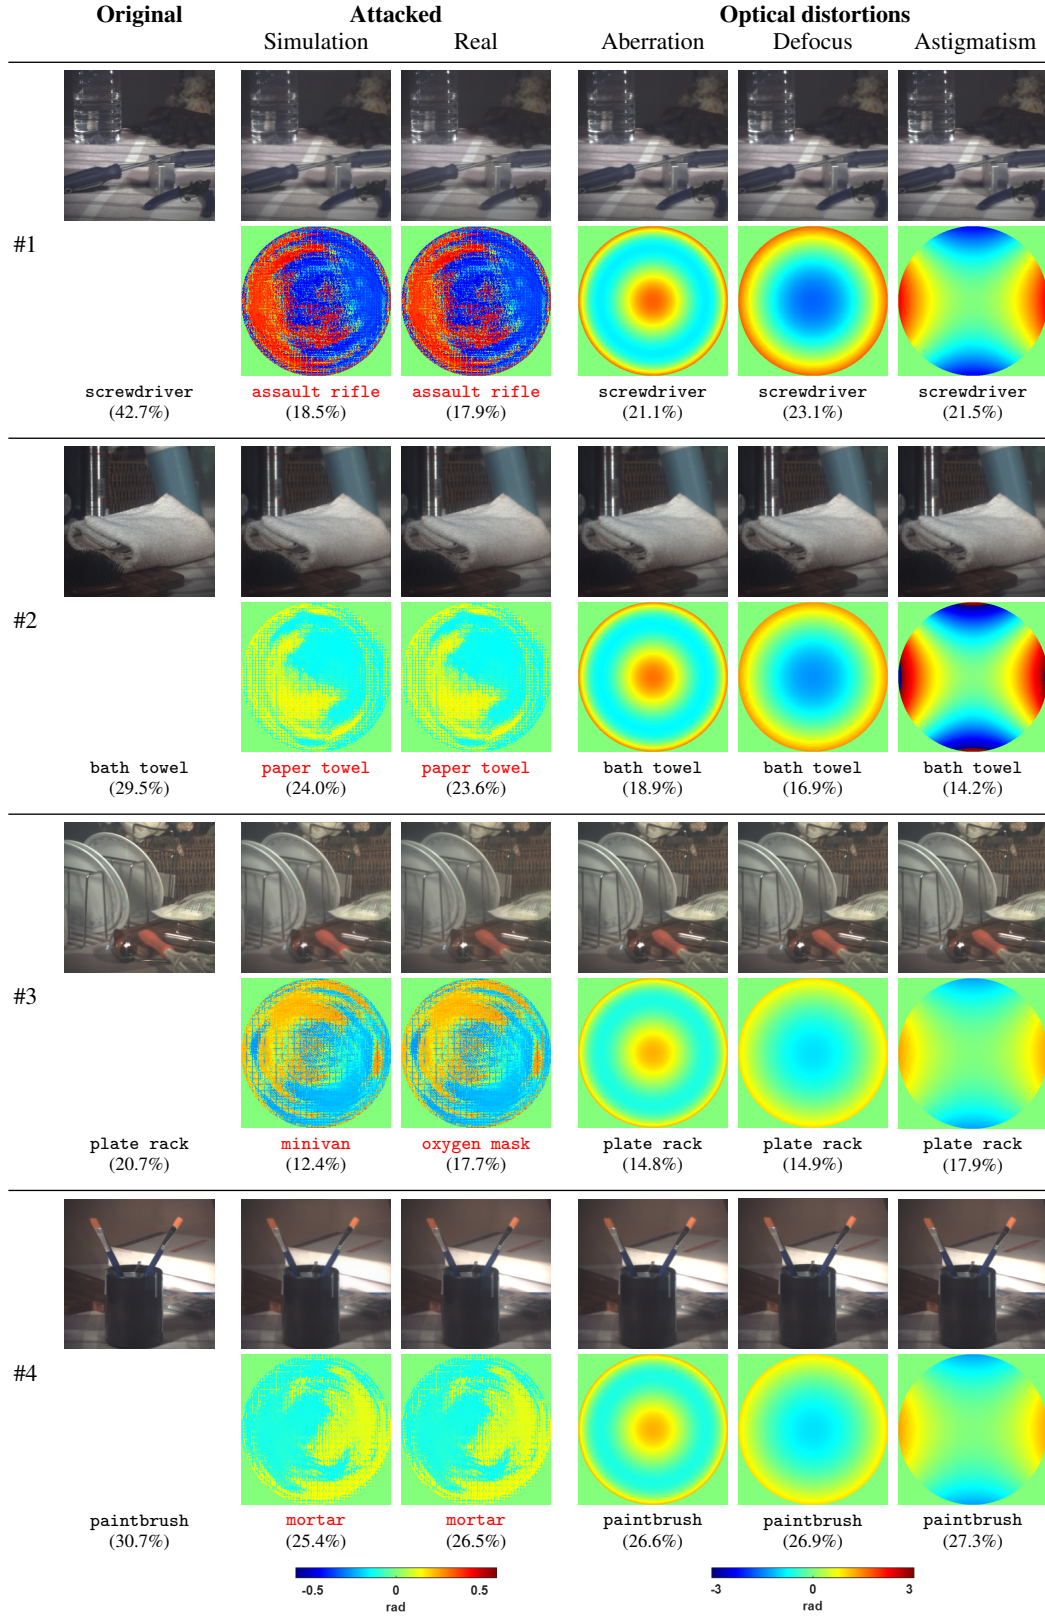 Original Attacked Optical distortions
Simulation Real Aberration Defocus Astigmatism
#1
screwdriver assault rifle assault rifle screwdriver screwdriver screwdriver
(42.7%) (18.5%) (17.9%) (21.1%) (23.1%) (21.5%)
#2
bath towel paper towel paper towel bath towel bath towel bath towel
(29.5%) (24.0%) (23.6%) (18.9%) (16.9%) (14.2%)
#3
plate rack minivan oxygen mask plate rack plate rack plate rack
(20.7%) (12.4%) (17.7%) (14.8%) (14.9%) (17.9%)
#4
paintbrush mortar mortar paintbrush paintbrush paintbrush
(30.7%) (25.4%) (26.5%) (26.6%) (26.9%) (27.3%)
-0.5 0 0.5 -3 0 3
rad rad